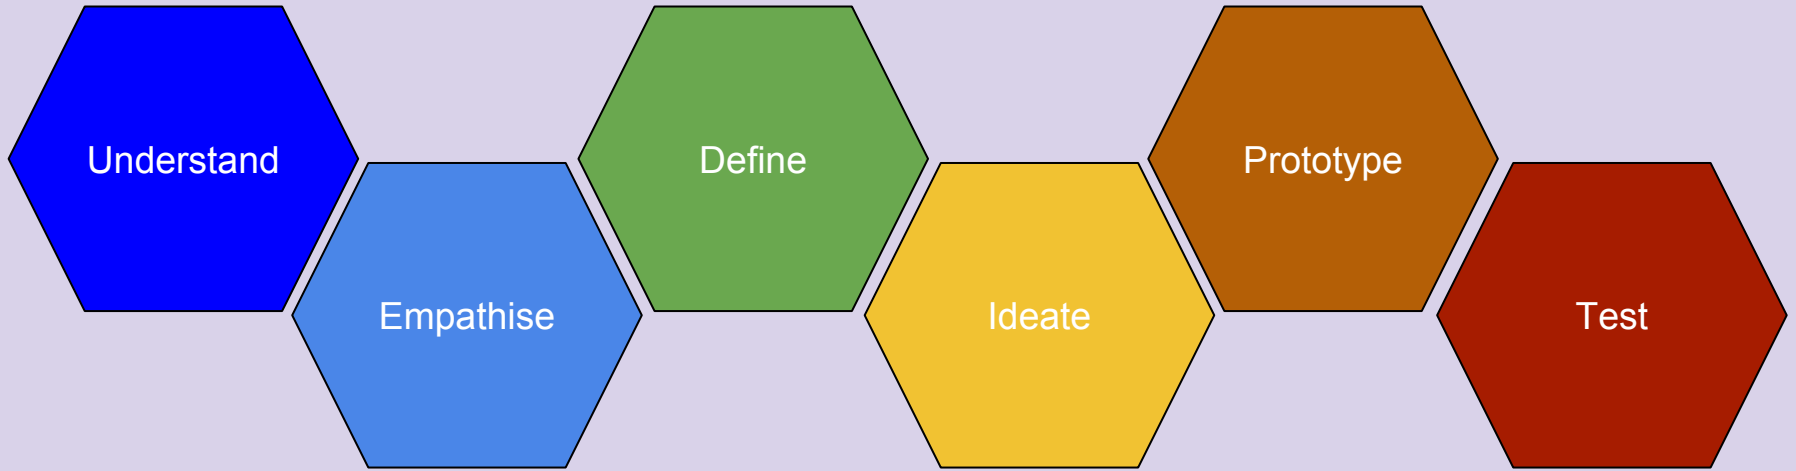 Understand
Empathise
Define
Ideate
Prototype
Test